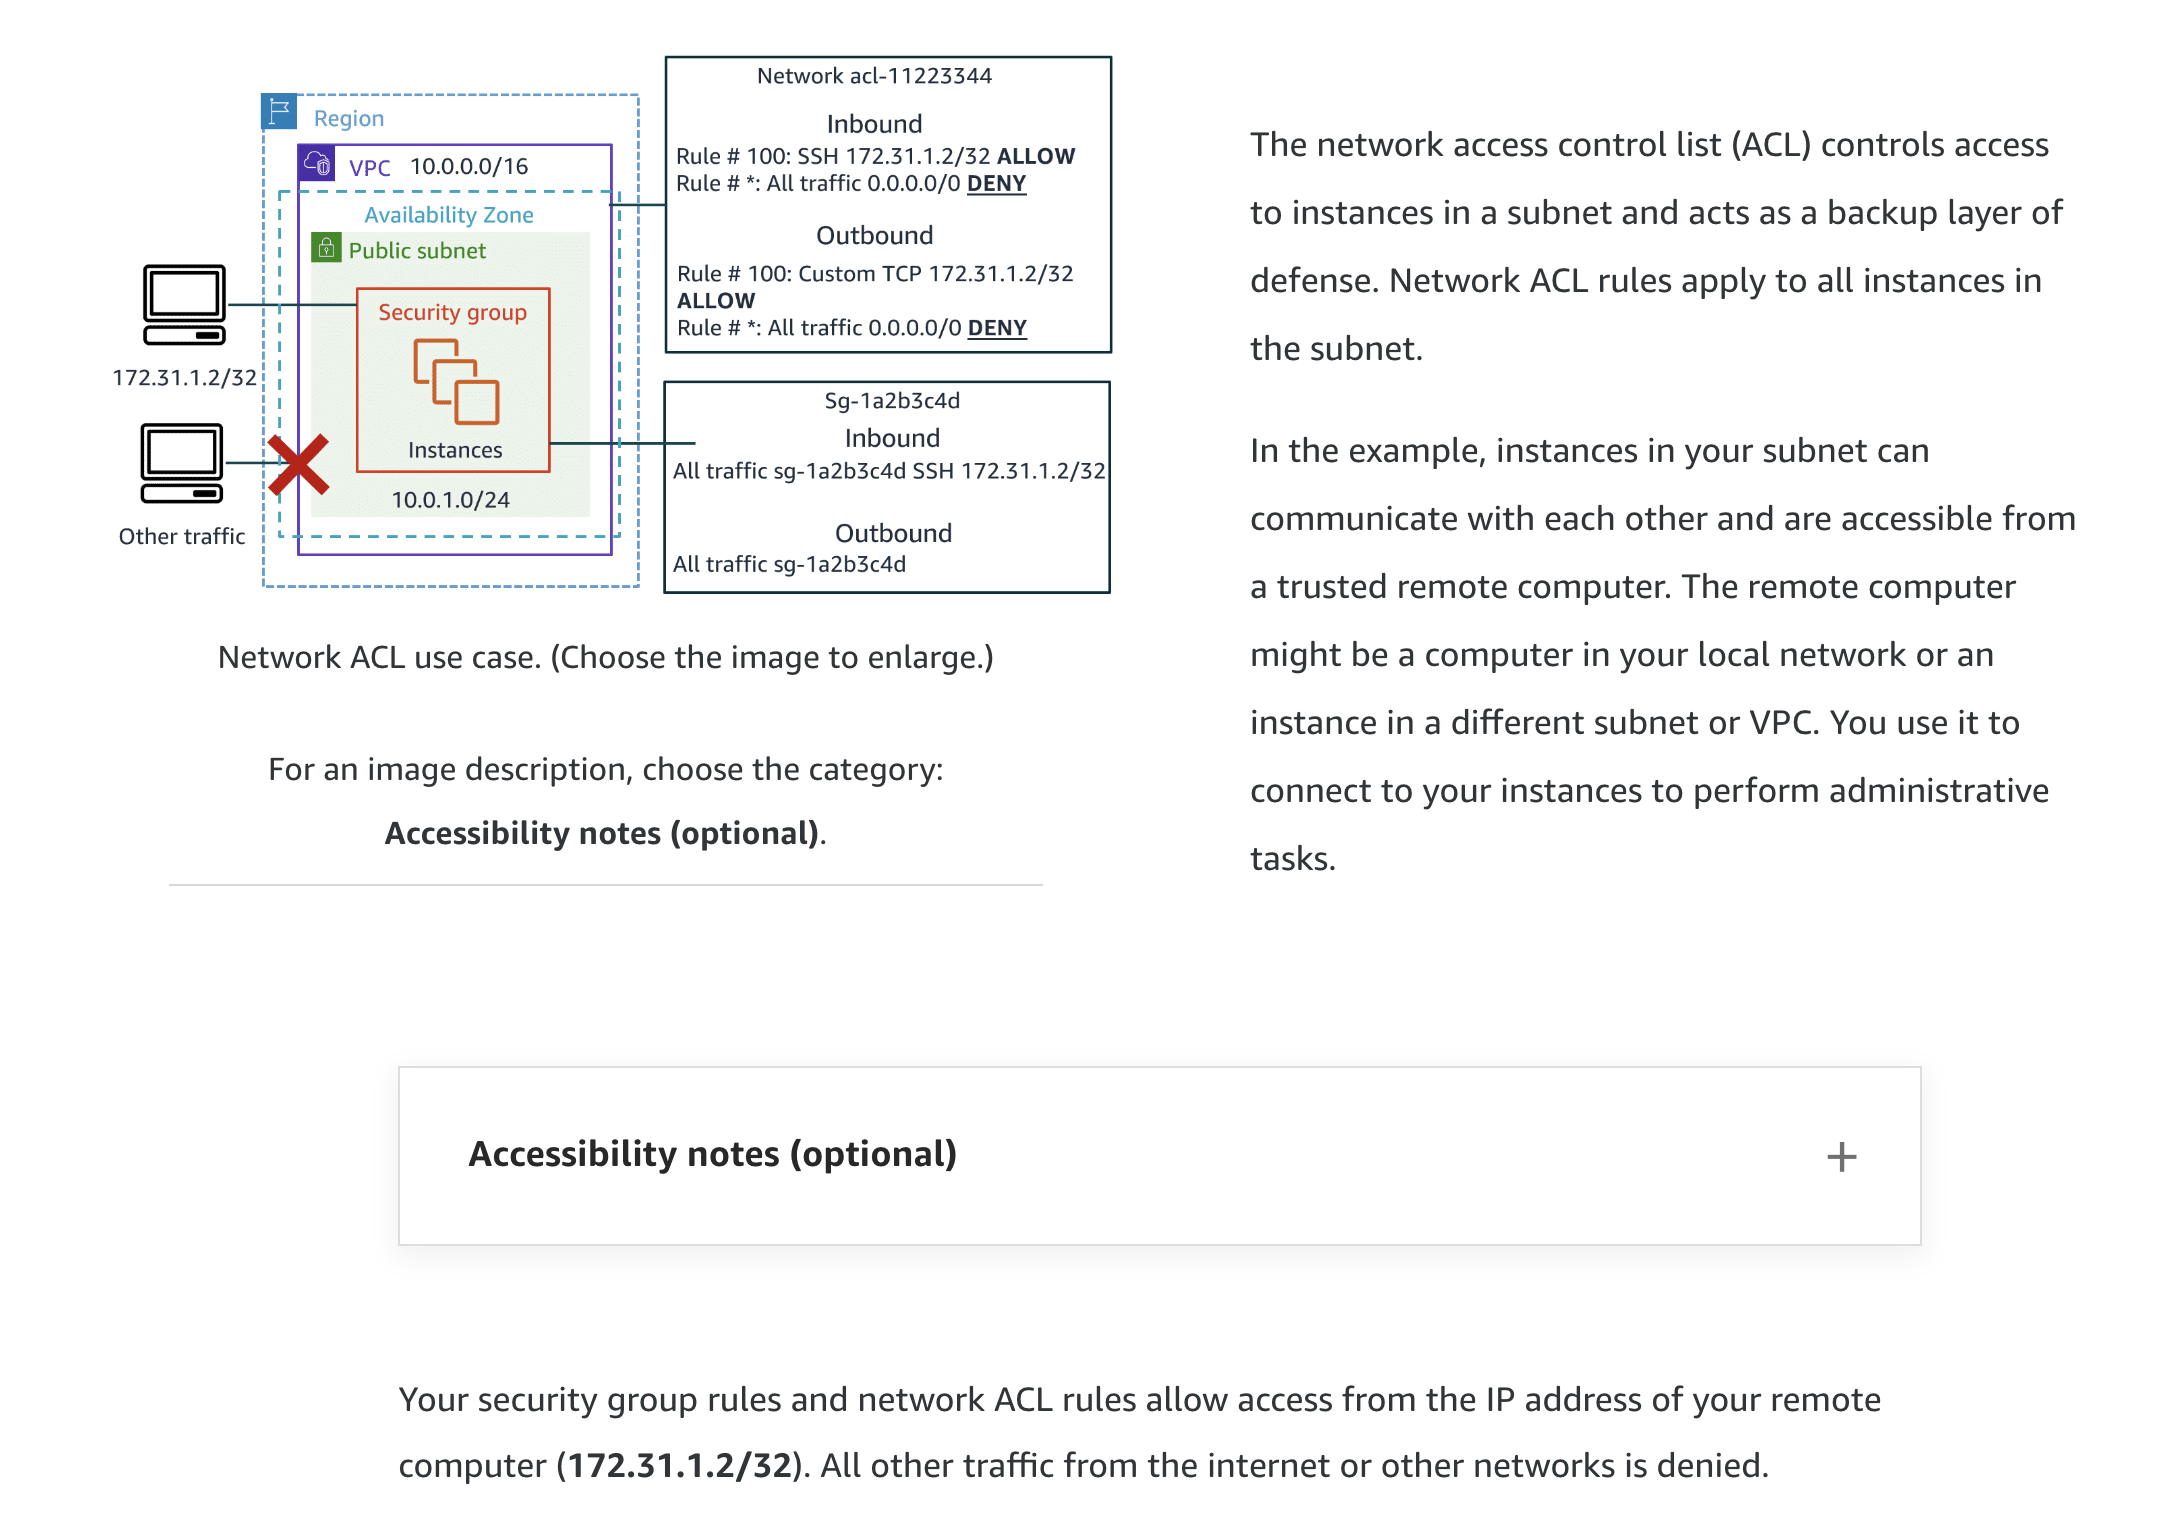 Network acl-11223344
Inbound
Rule # 100: SSH 172.31.1.2/32 ALLOW
Rule # *: All traffic 0.0.0.0/0 DENY
Outbound
Rule # 100: Custom TCP 172.31.1.2/32
ALLOW
Rule # *: All traffic 0.0.0.0/0 DENY
Region
VPC 10.0.0.0/16
Availability Zone
Public subnet
Security group
Instances
10.0.1.0/24
172.31.1.2/32
Other traffic
Sg-1a2b3c4d
Inbound
All traffic sg-1a2b3c4d SSH 172.31.1.2/32
Outbound
All traffic sg-1a2b3c4d
Network ACL use case. (Choose the image to enlarge.)
For an image description, choose the category:
Accessibility notes (optional).
The network access control list (ACL) controls access
to instances in a subnet and acts as a backup layer of
defense. Network ACL rules apply to all instances in
the subnet.
In the example, instances in your subnet can
communicate with each other and are accessible from
a trusted remote computer. The remote computer
might be a computer in your local network or an
instance in a different subnet or VPC. You use it to
connect to your instances to perform administrative
tasks.
Accessibility notes (optional)
Your security group rules and network ACL rules allow access from the IP address of your remote
computer (172.31.1.2/32). All other traffic from the internet or other networks is denied.